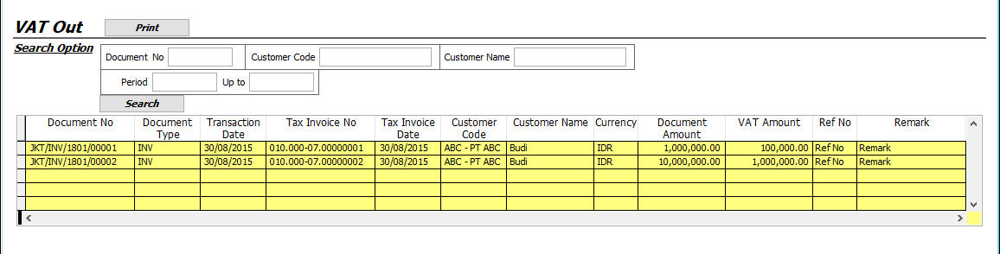 VAT Out Print
Search Option
Document No Customer Code Customer Name
Period Up to
Search
Document No Document Type Transaction Date Tax Invoice No Tax Invoice Date Customer Code Customer Name Currency Document Amount VAT Amount Ref No Remark
JKT/INV/1801/00001 INV 30/08/2015 010.000-07.00000001 30/08/2015 ABC - PT ABC Budi IDR 1,000,000.00 100,000.00 Ref No Remark
JKT/INV/1801/00002 INV 30/08/2015 010.000-07.00000002 30/08/2015 ABC - PT ABC Budi IDR 10,000,000.00 1,000,000.00 Ref No Remark